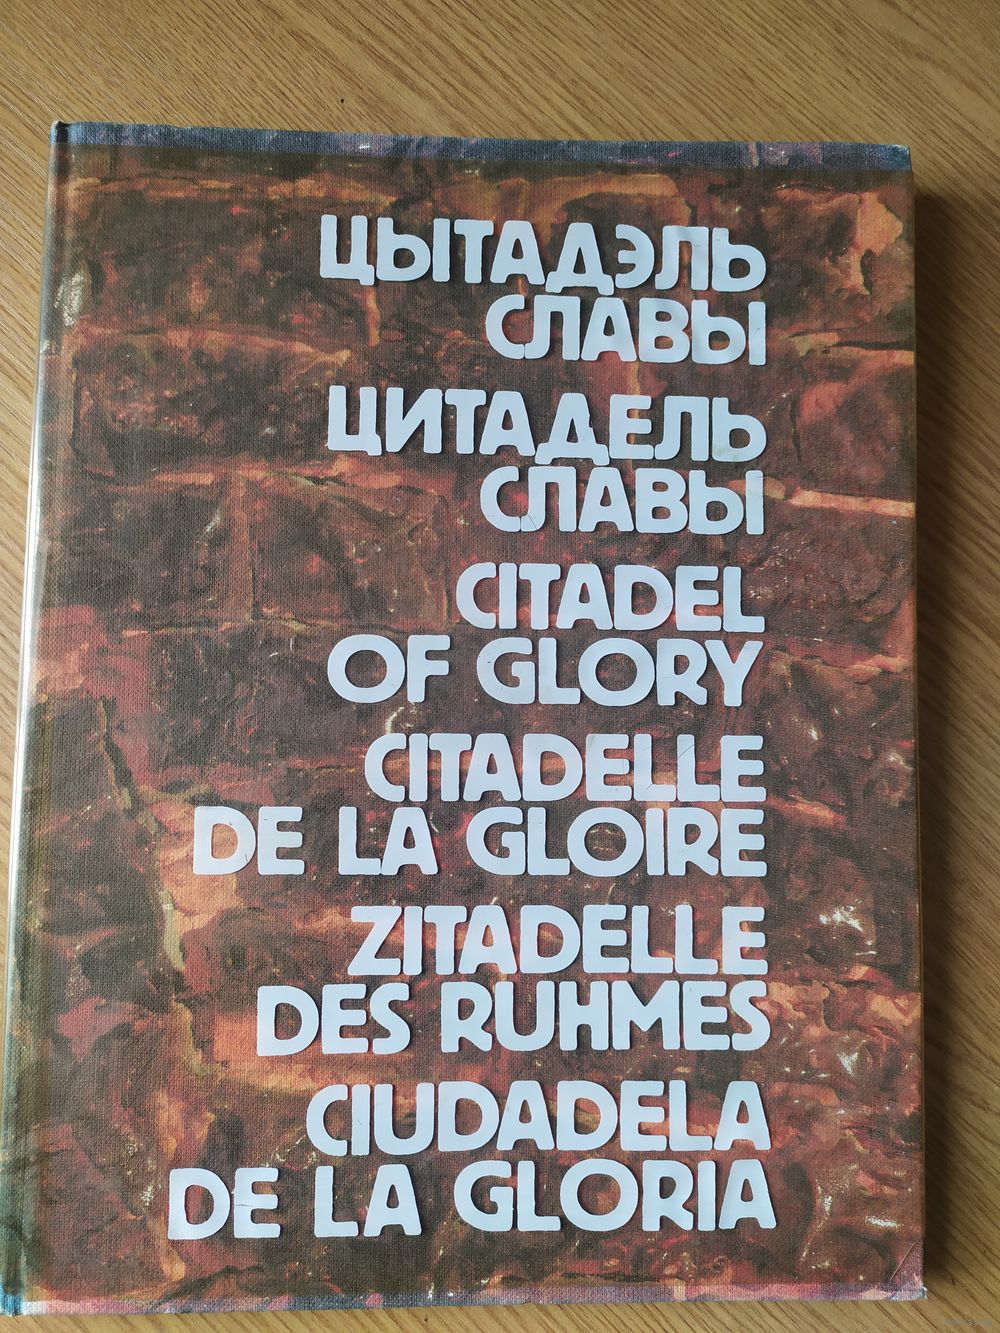 ЦЫТАДЭЛЬ
СЛАВЫ
ЦИТАДЕЛЬ
СЛАВЫ
CITADEL
OF GLORY
CITADELLE
DE LA GLOIRE
ZITADELLE
DES RUHMES
CIUDADELA
DE LA GLORIA